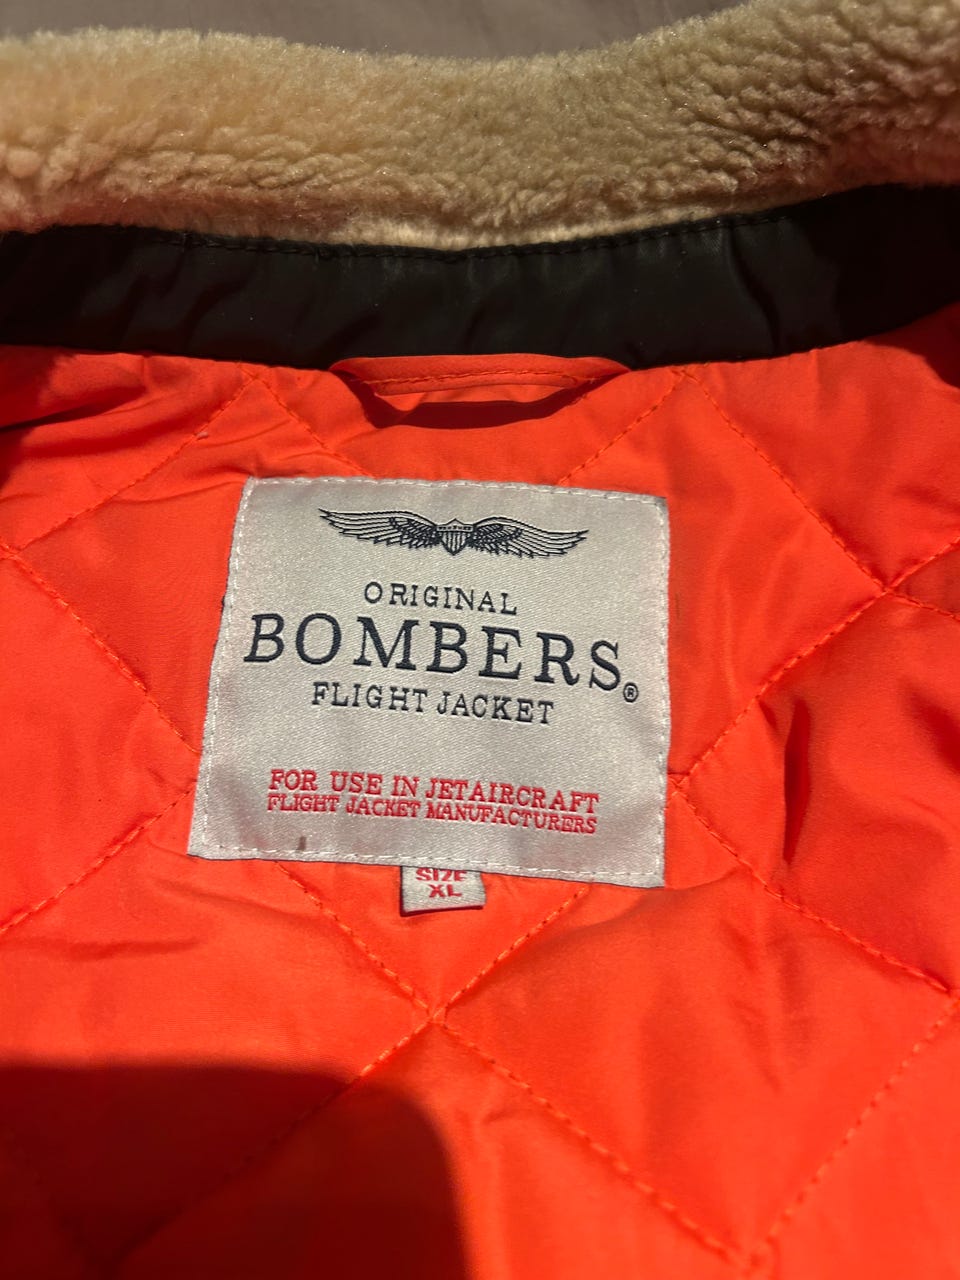 ORIGINAL
BOMBERS®
FLIGHT JACKET
FOR USE IN JETAIRCRAFT
FLIGHT JACKET MANUFACTURERS
SIZE
XL